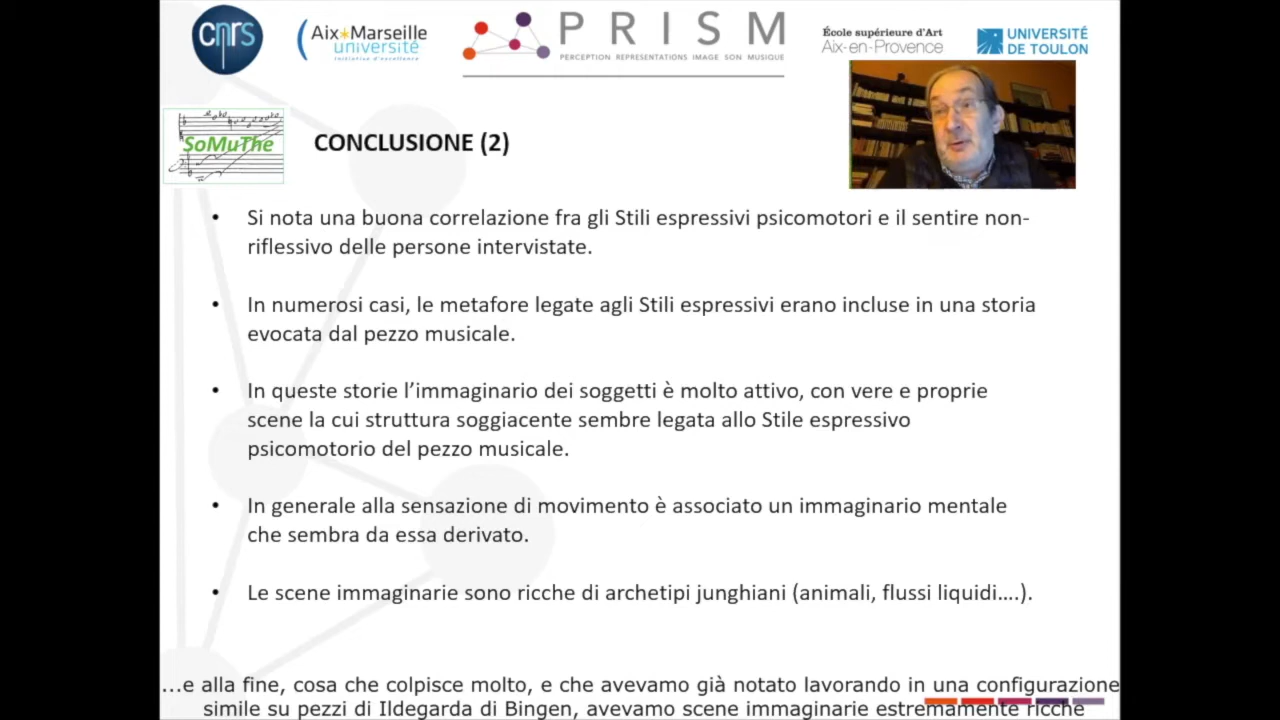 cnrs
Aix*Marseille
université
Initiative d'excellence
PRISM
PERCEPTION REPRESENTATIONS IMAGE SON MUSIQUE
École supérieure d'Art
Aix-en-Provence
UNIVERSITÉ
DE TOULON
SoMuThe
CONCLUSIONE (2)
• Si nota una buona correlazione fra gli Stili espressivi psicomotori e il sentire non-
riflessivo delle persone intervistate.
• In numerosi casi, le metafore legate agli Stili espressivi erano incluse in una storia
evocata dal pezzo musicale.
• In queste storie l’immaginario dei soggetti è molto attivo, con vere e proprie
scene la cui struttura soggiacente sembre legata allo Stile espressivo
psicomotorio del pezzo musicale.
• In generale alla sensazione di movimento è associato un immaginario mentale
che sembra da essa derivato.
• Le scene immaginarie sono ricche di archetipi junghiani (animali, flussi liquidi….).
…e alla fine, cosa che colpisce molto, e che avevamo già notato lavorando in una configurazione
simile su pezzi di Ildegarda di Bingen, avevamo scene immaginarie estremamente ricche